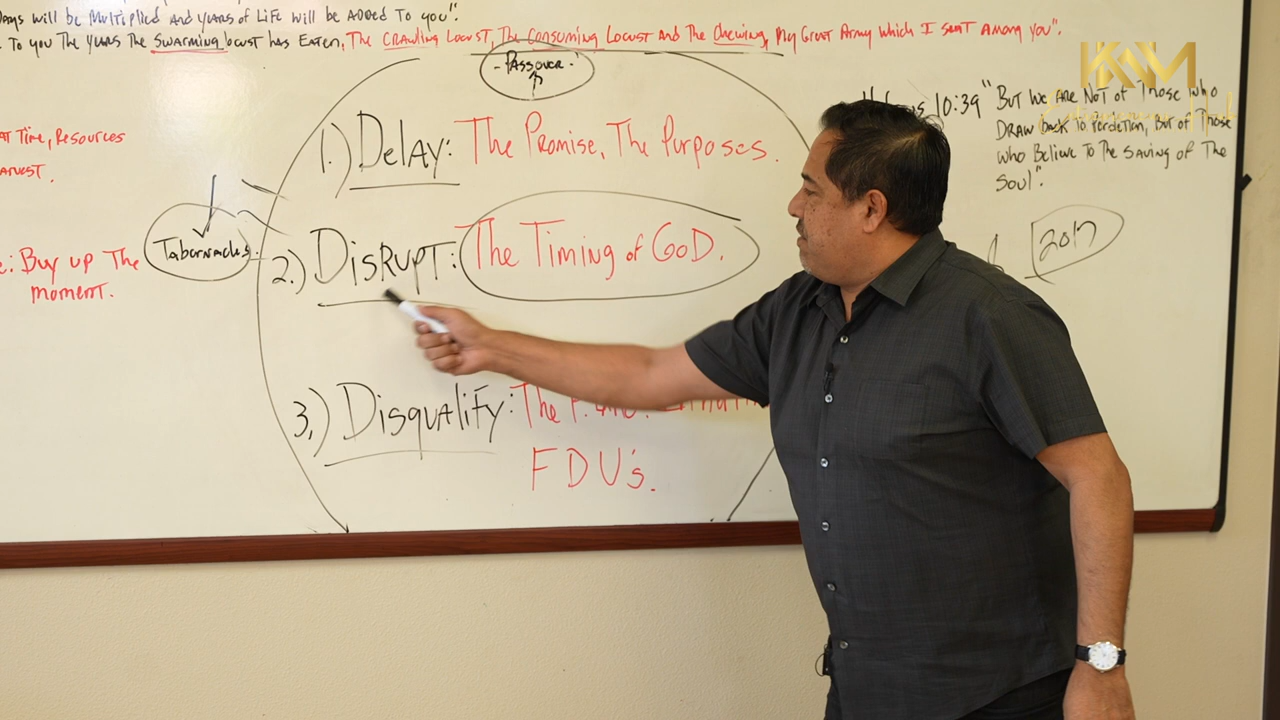 Days will be Multiplied and years of Life will be Added to you".
To you The years The Swarming locust has Eaten, The Crawling Locust, The Consuming Locust and The Chewing, My Great Army Which I sent Among you".
- Passover -
KNM
10:39 "But We Are Not of Those Who
Draw back To Perdition, But of Those
Who Believe To The Saving of The
Soul".
at Time, Resources
1.) Delay: The Promise, The Purposes.
2017
Tabernacles.
2.) Disrupt: The Timing of God.
: Buy up The
moment.
3.) Disqualify: The
FDU's.